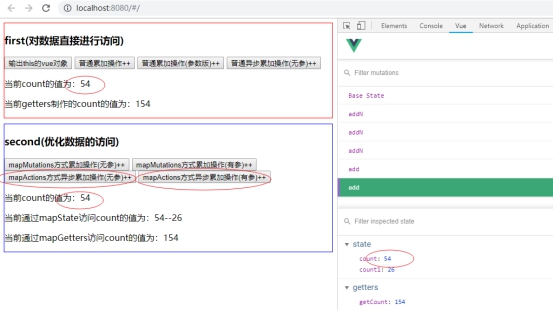 localhost:8080/#/
first(对数据直接进行访问)
输出this的vue对象 普通累加操作++ 普通累加操作(参数版)++ 普通异步操作(无参)++
当前count的值为：54
当前getters制作的count的值为：154
second(优化数据的访问)
mapMutations方式累加操作(无参)++ mapMutations方式累加操作(有参)++
mapActions方式异步累加操作(无参)++ mapActions方式异步累加操作(有参)++
当前count的值为：54
当前通过mapState访问count的值为：54--26
当前通过mapGetters访问count的值为：154
Elements Console Vue Network Application
Filter mutations
Base State
addN
addN
addN
add
add
Filter inspected state
state
count: 54
count1: 26
getters
getCount: 154